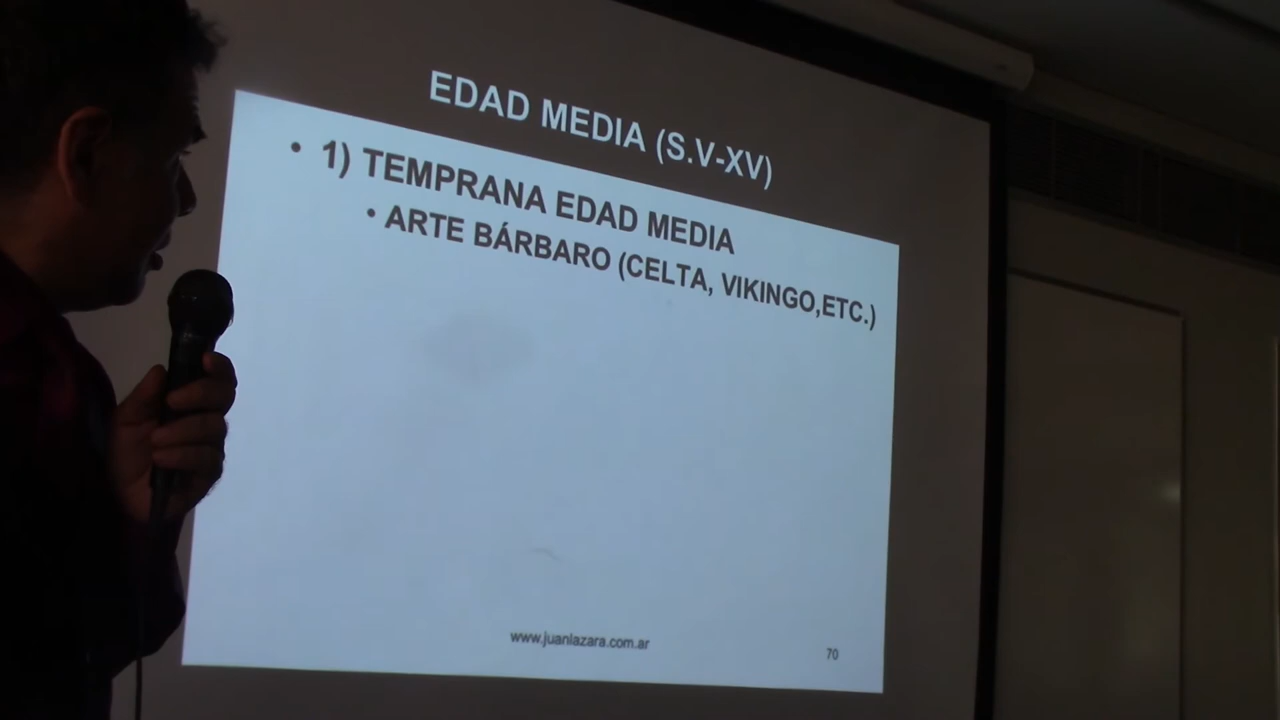 EDAD MEDIA (S.V-XV)
• 1) TEMPRANA EDAD MEDIA
• ARTE BÁRBARO (CELTA, VIKINGO,ETC.)
www.juanlazara.com.ar
70